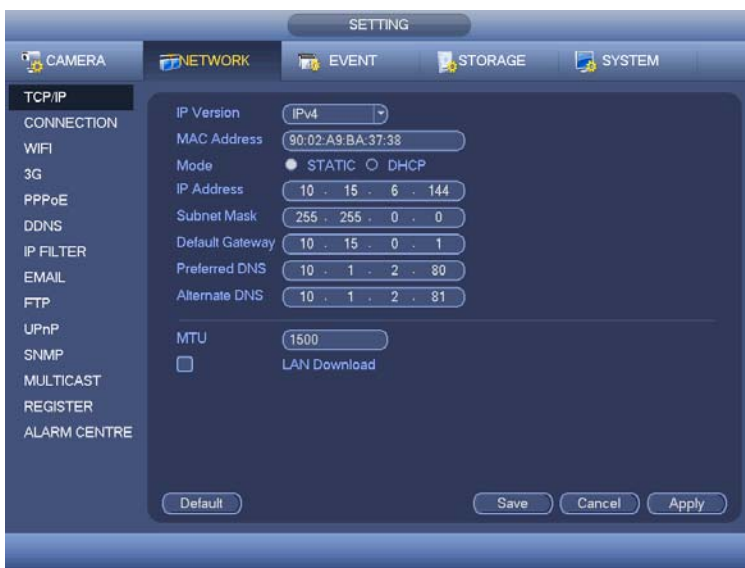 SETTING
CAMERA NETWORK EVENT STORAGE SYSTEM
TCP/IP
CONNECTION
WIFI
3G
PPPoE
DDNS
IP FILTER
EMAIL
FTP
UPnP
SNMP
MULTICAST
REGISTER
ALARM CENTRE
IP Version IPv4
MAC Address 90:02:A9:BA:37:38
Mode STATIC DHCP
IP Address 10 . 15 . 6 . 144
Subnet Mask 255 . 255 . 0 . 0
Default Gateway 10 . 15 . 0 . 1
Preferred DNS 10 . 1 . 2 . 80
Alternate DNS 10 . 1 . 2 . 81
MTU 1500
LAN Download
Default Save Cancel Apply